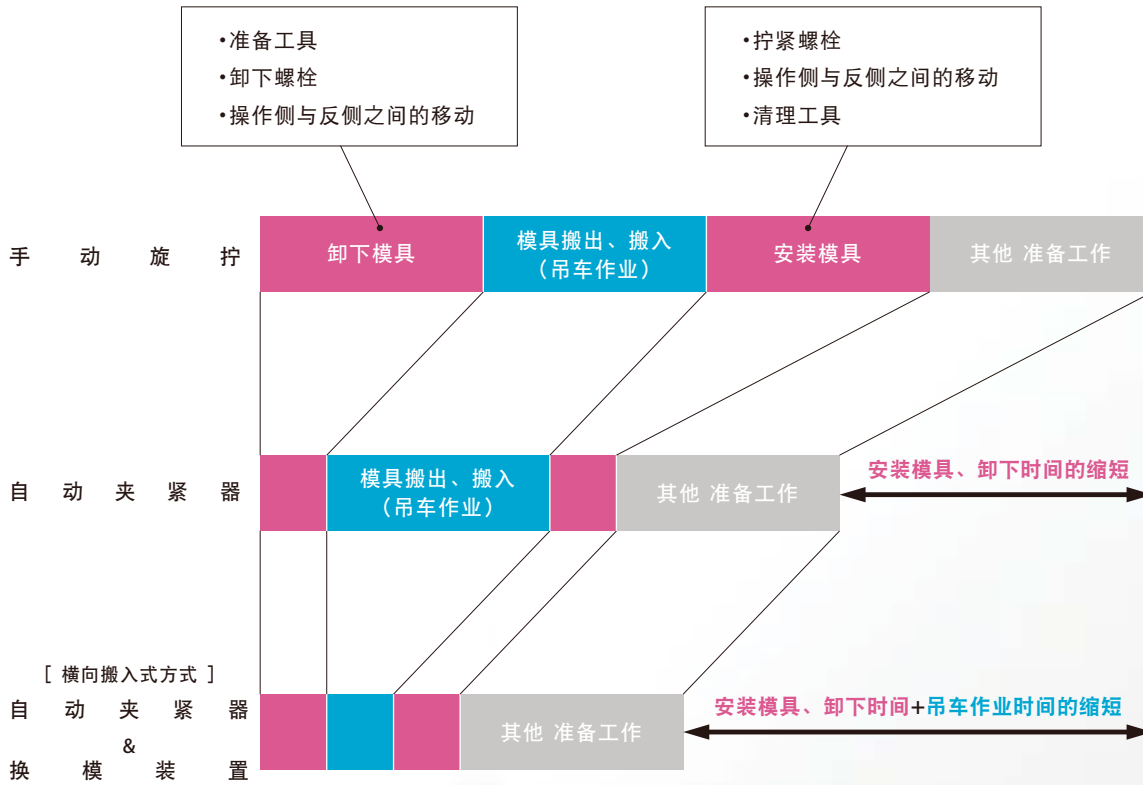 •准备工具
•卸下螺栓
•操作侧与反侧之间的移动
•拧紧螺栓
•操作侧与反侧之间的移动
•清理工具
手动旋拧
卸下模具
模具搬出、搬入
（吊车作业）
安装模具
其他 准备工作
自动夹紧器
模具搬出、搬入
（吊车作业）
其他 准备工作
安装模具、卸下时间的缩短
［ 横向搬入式方式 ］
自动夹紧器
&
换模装置
其他 准备工作
安装模具、卸下时间+吊车作业时间的缩短